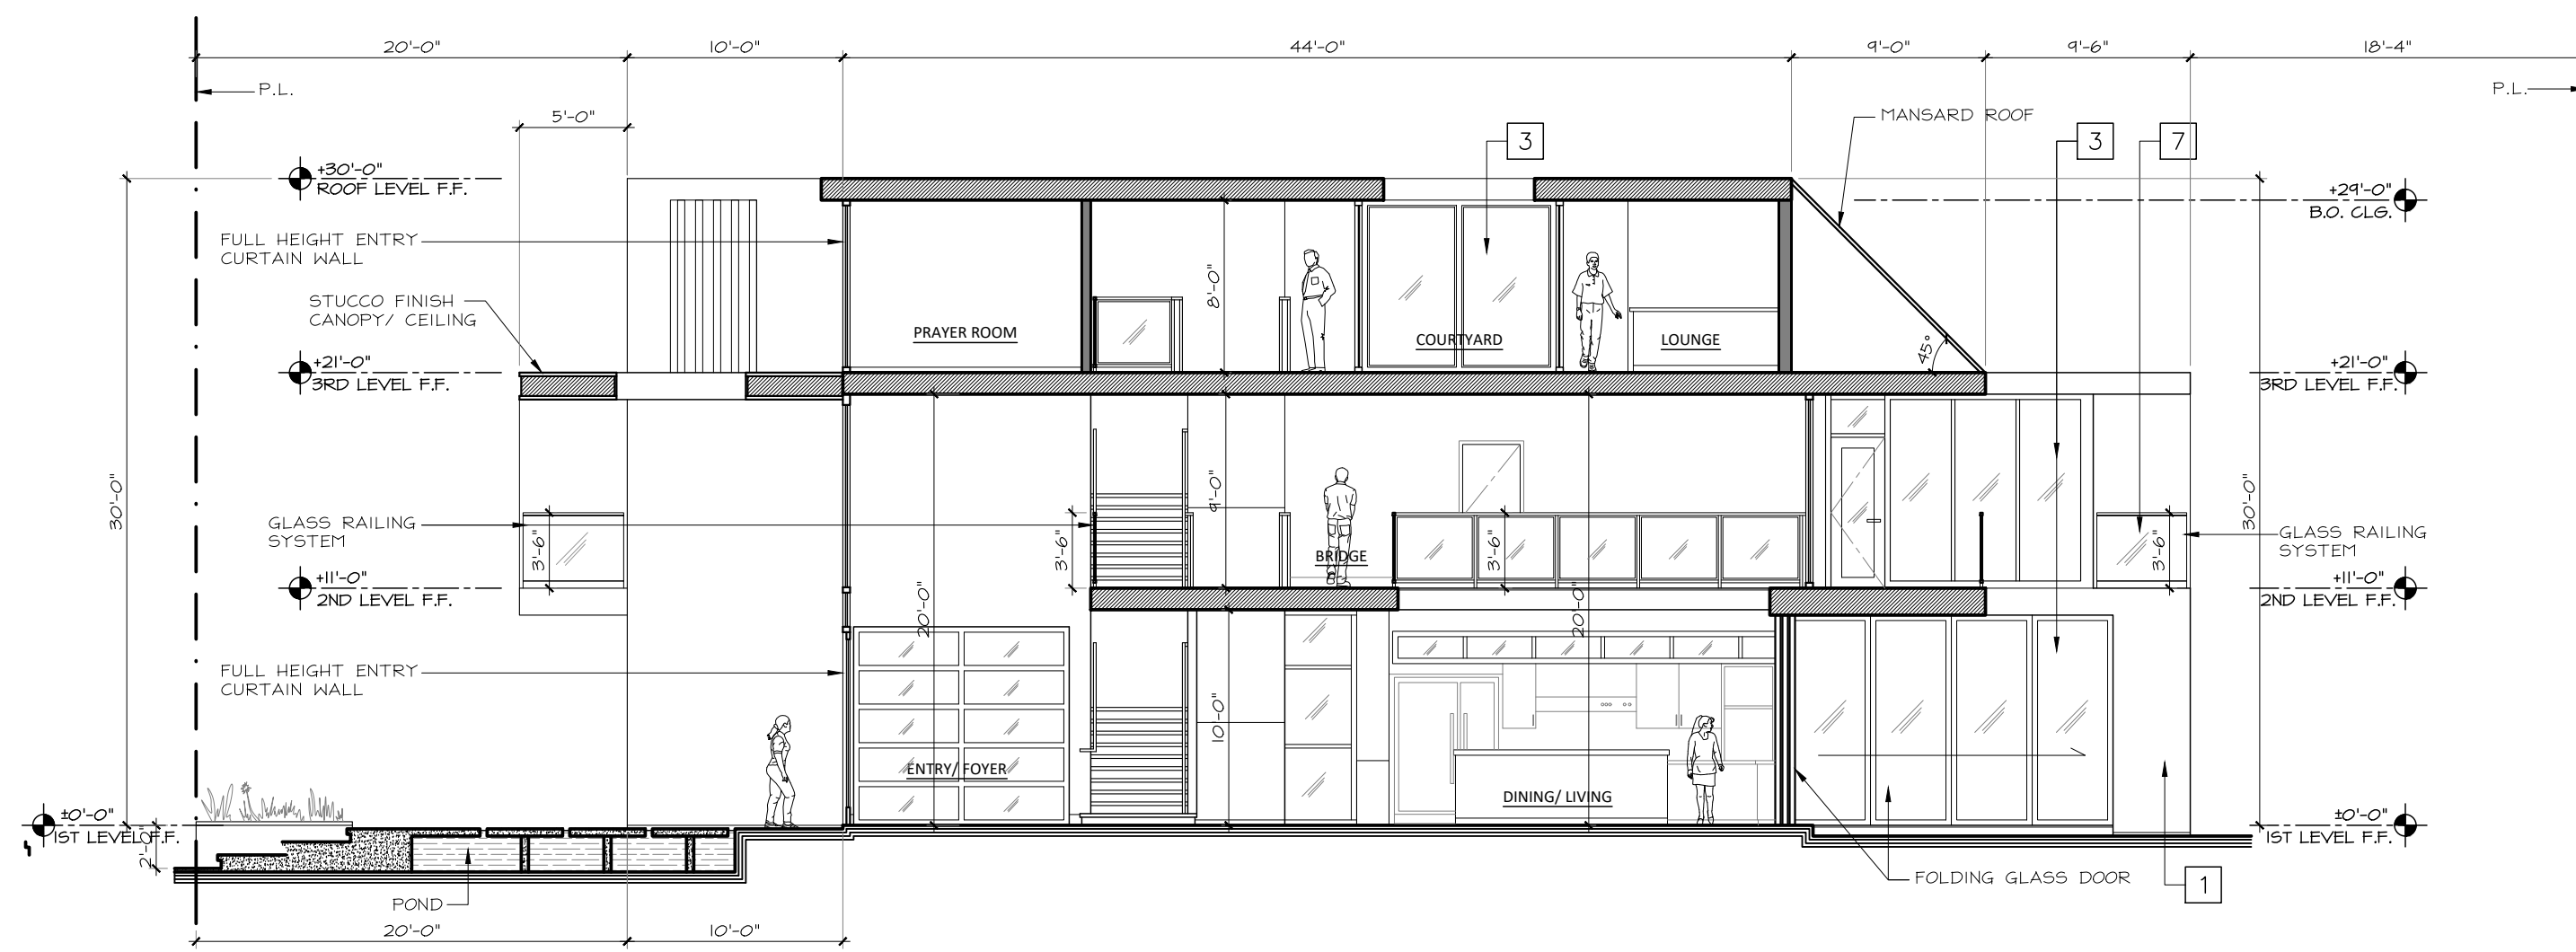 20'-0"
10'-0"
44'-0"
9'-0"
9'-6"
18'-4"
P.L.
P.L.
5'-0"
MANSARD ROOF
3
3
7
+30'-0"
ROOF LEVEL F.F.
+29'-0"
B.O. CLG.
FULL HEIGHT ENTRY
CURTAIN WALL
STUCCO FINISH
CANOPY/ CEILING
8'-0"
PRAYER ROOM
COURTYARD
LOUNGE
45°
+21'-0"
3RD LEVEL F.F.
+21'-0"
3RD LEVEL F.F.
30'-0"
9'-0"
30'-0"
GLASS RAILING
SYSTEM
3'-6"
3'-6"
BRIDGE
3'-6"
3'-6"
GLASS RAILING
SYSTEM
+11'-0"
2ND LEVEL F.F.
+11'-0"
2ND LEVEL F.F.
20'-0"
20'-0"
FULL HEIGHT ENTRY
CURTAIN WALL
10'-0"
ENTRY/ FOYER
DINING/ LIVING
±0'-0"
1ST LEVEL F.F.
2'-0"
±0'-0"
1ST LEVEL F.F.
FOLDING GLASS DOOR
1
POND
20'-0"
10'-0"